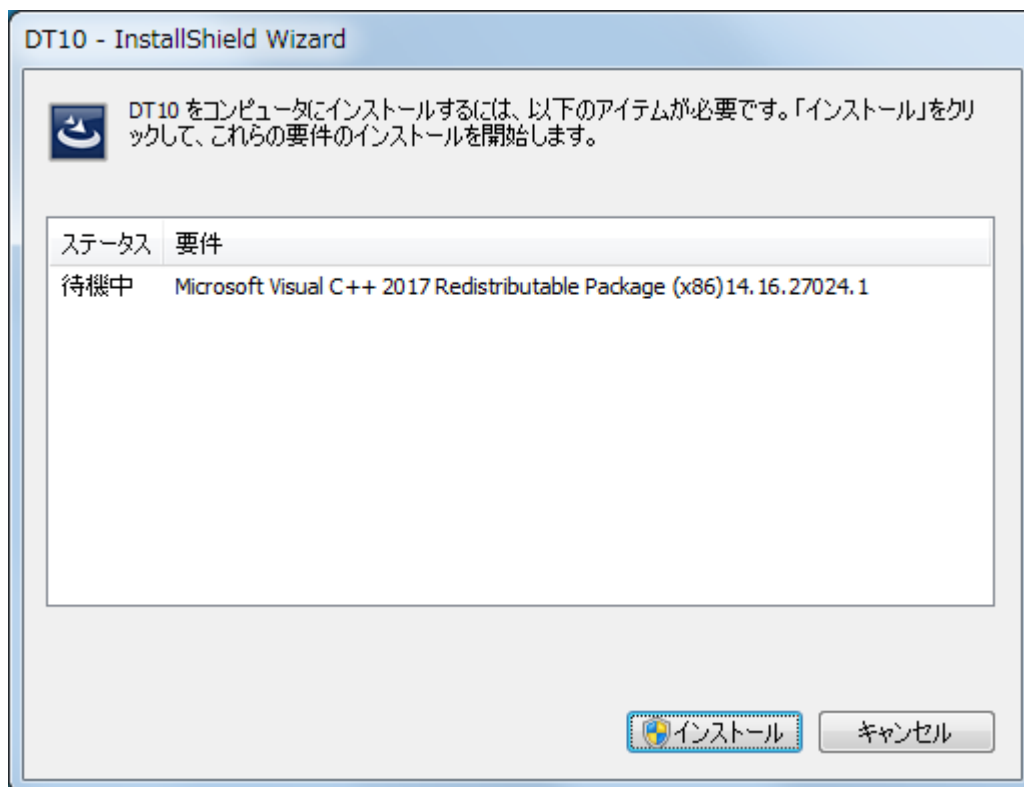 DT10 - InstallShield Wizard
DT10 をコンピュータにインストールするには、以下のアイテムが必要です。「インストール」をクリ
ックして、これらの要件のインストールを開始します。
ステータス 要件
待機中 Microsoft Visual C++ 2017 Redistributable Package (x86)14.16.27024.1
インストール キャンセル